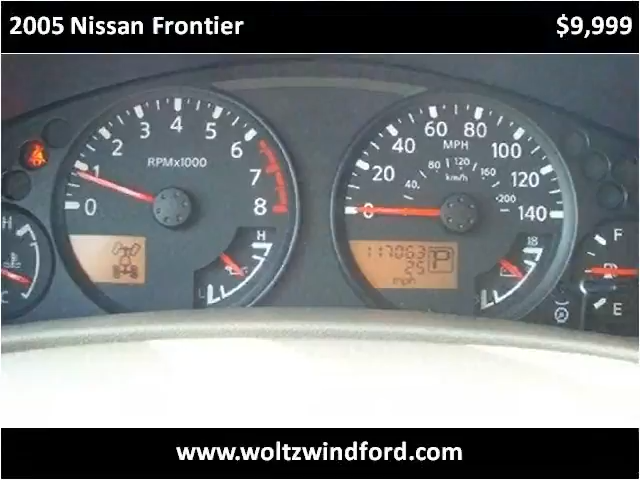 2005 Nissan Frontier $9,999
0 1 2 3 4 5 6 7 8
RPMx1000
H
L
0 20 40 60 80 100 120 140
MPH
40 80 120 160 200
km/h
117063
25 P
mph
18
L
H
C
F
E
www.woltzwindford.com